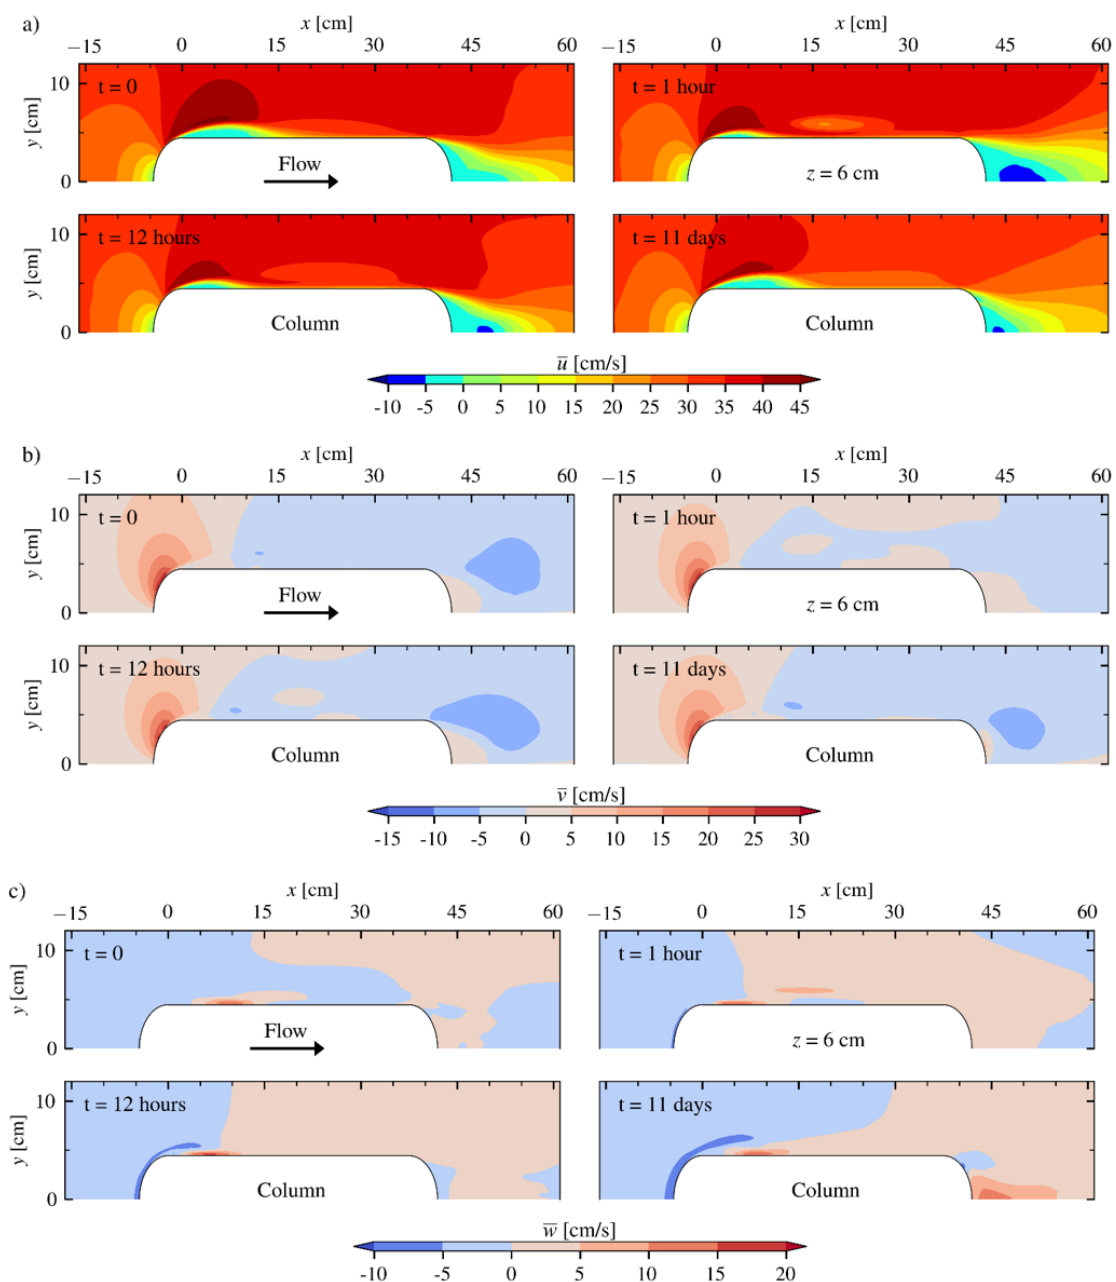 a)
x [cm] x [cm]
−15 0 15 30 45 60 −15 0 15 30 45 60
y [cm] 10 0 t = 0 Flow t = 1 hour z = 6 cm
y [cm] 10 0 t = 12 hours Column t = 11 days Column
u̅ [cm/s]
-10 -5 0 5 10 15 20 25 30 35 40 45
b)
x [cm] x [cm]
−15 0 15 30 45 60 −15 0 15 30 45 60
y [cm] 10 0 t = 0 Flow t = 1 hour z = 6 cm
y [cm] 10 0 t = 12 hours Column t = 11 days Column
v̅ [cm/s]
-15 -10 -5 0 5 10 15 20 25 30
c)
x [cm] x [cm]
−15 0 15 30 45 60 −15 0 15 30 45 60
y [cm] 10 0 t = 0 Flow t = 1 hour z = 6 cm
y [cm] 10 0 t = 12 hours Column t = 11 days Column
w̅ [cm/s]
-10 -5 0 5 10 15 20